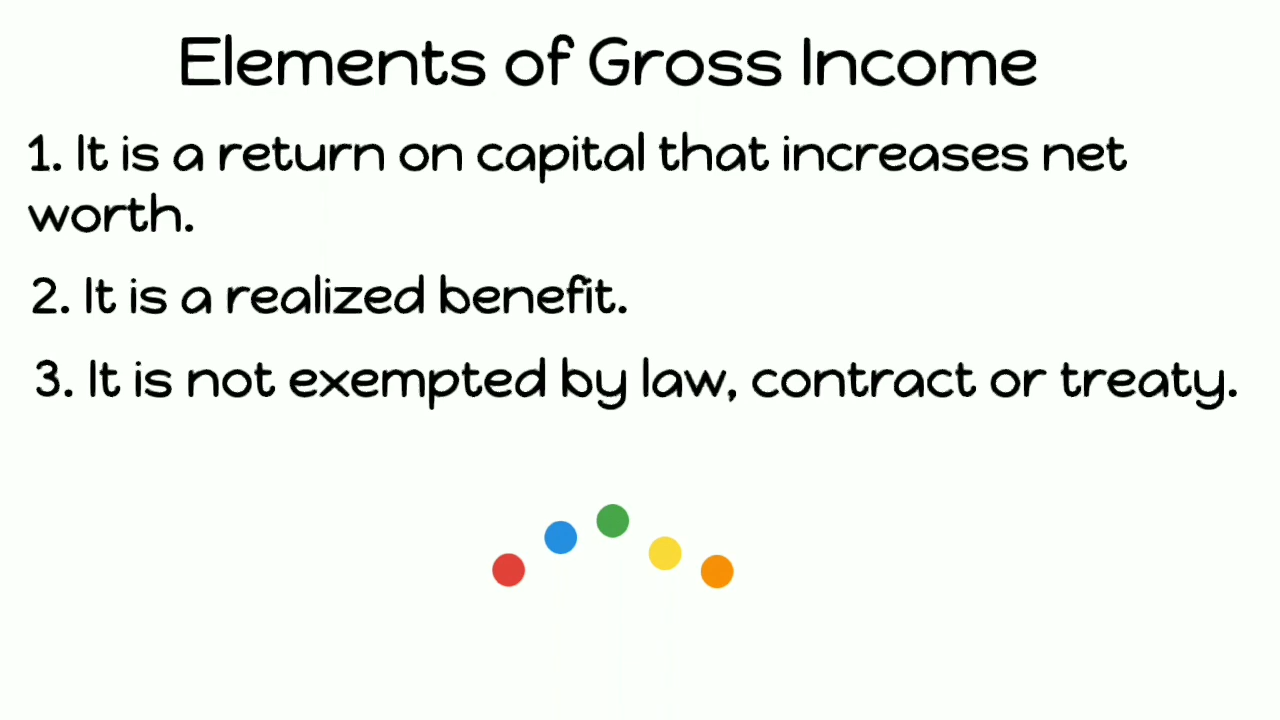 Elements of Gross Income
1. It is a return on capital that increases net
worth.
2. It is a realized benefit.
3. It is not exempted by law, contract or treaty.